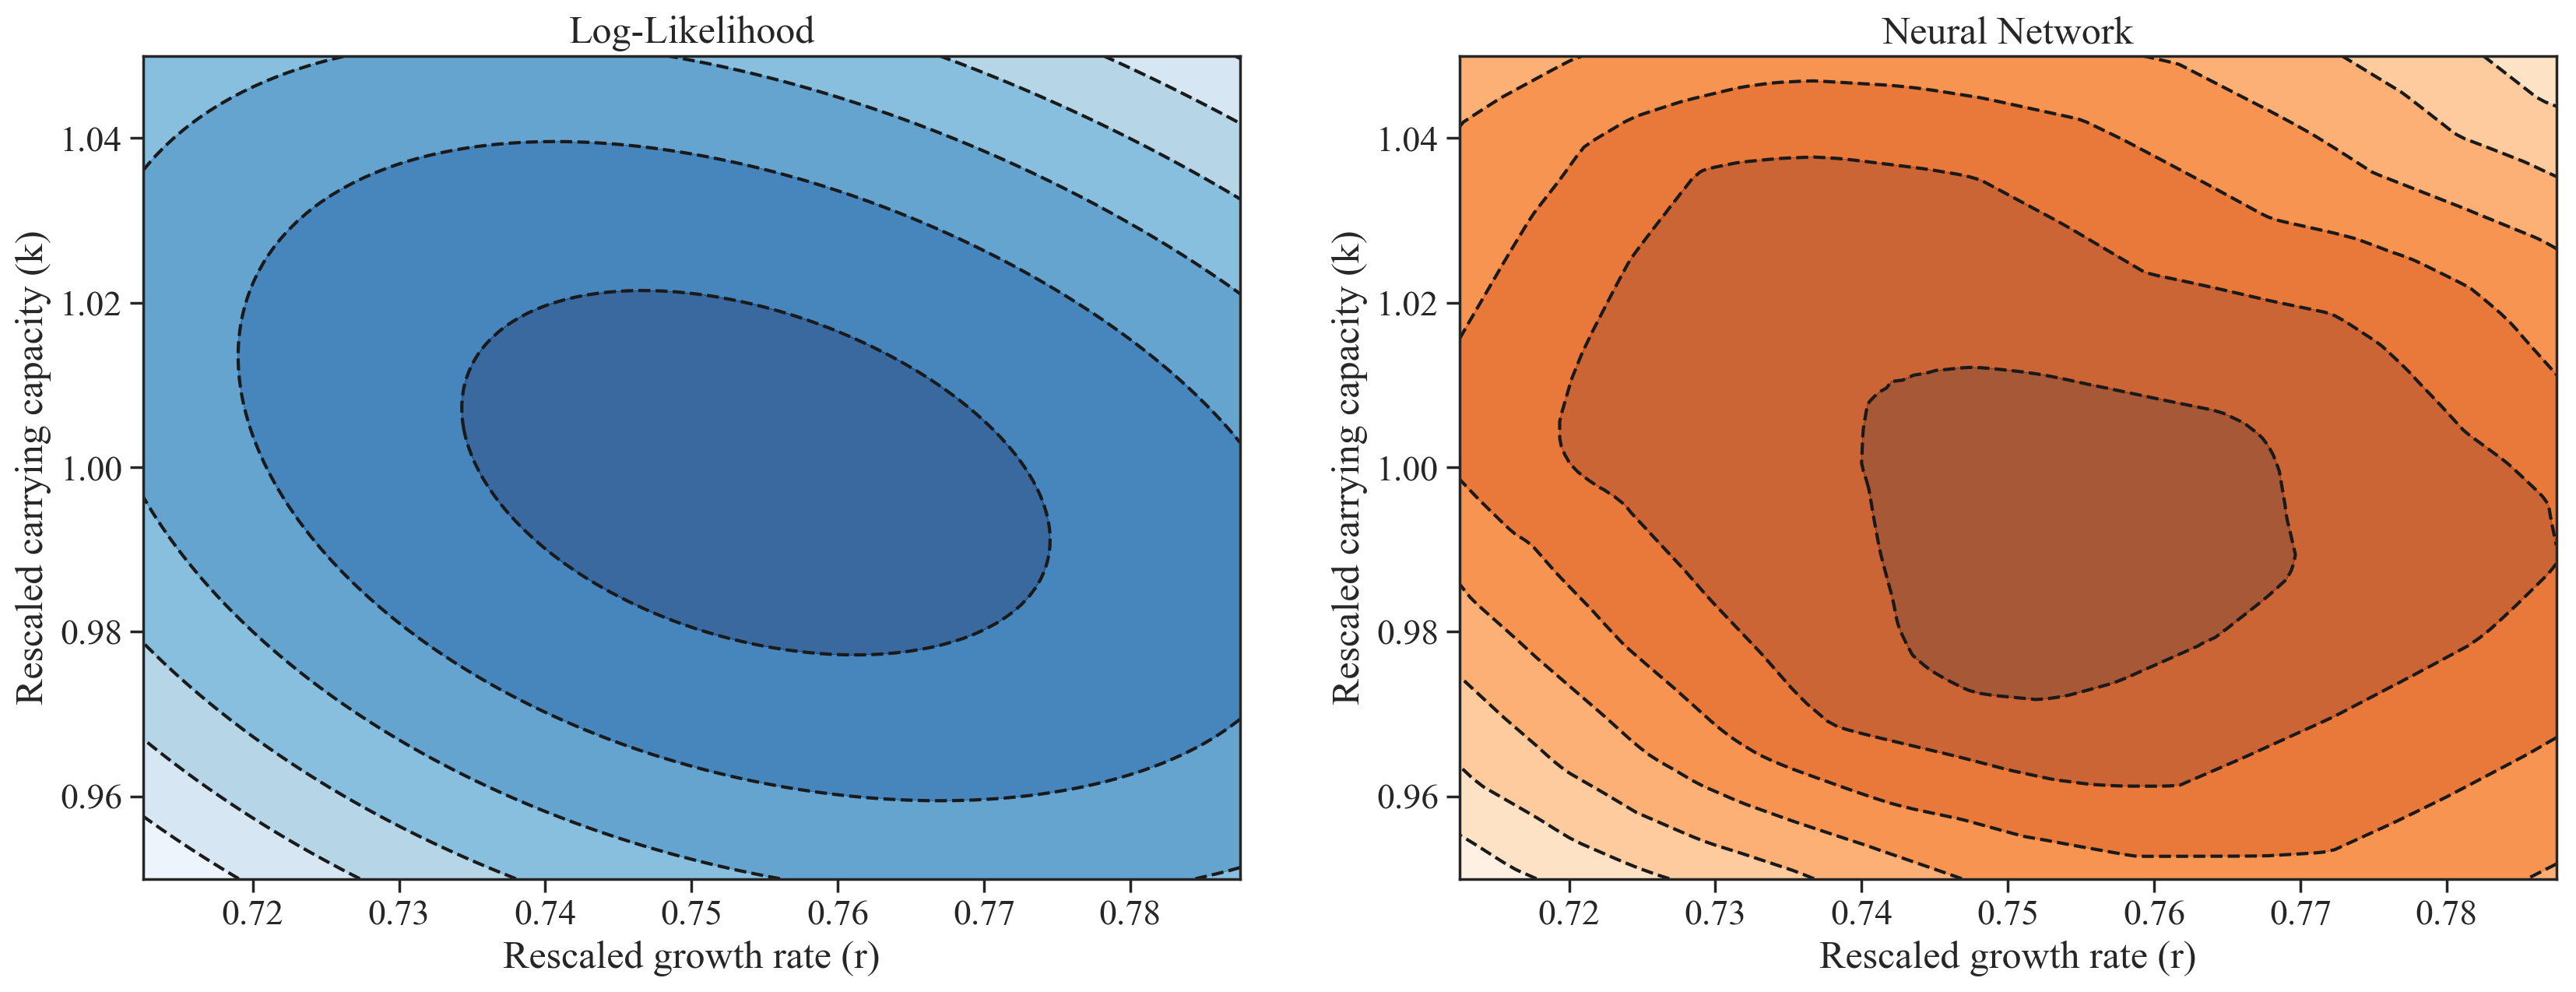 Log-Likelihood
Rescaled carrying capacity (k)
1.04
1.02
1.00
0.98
0.96
0.72 0.73 0.74 0.75 0.76 0.77 0.78
Rescaled growth rate (r)
Neural Network
Rescaled carrying capacity (k)
1.04
1.02
1.00
0.98
0.96
0.72 0.73 0.74 0.75 0.76 0.77 0.78
Rescaled growth rate (r)